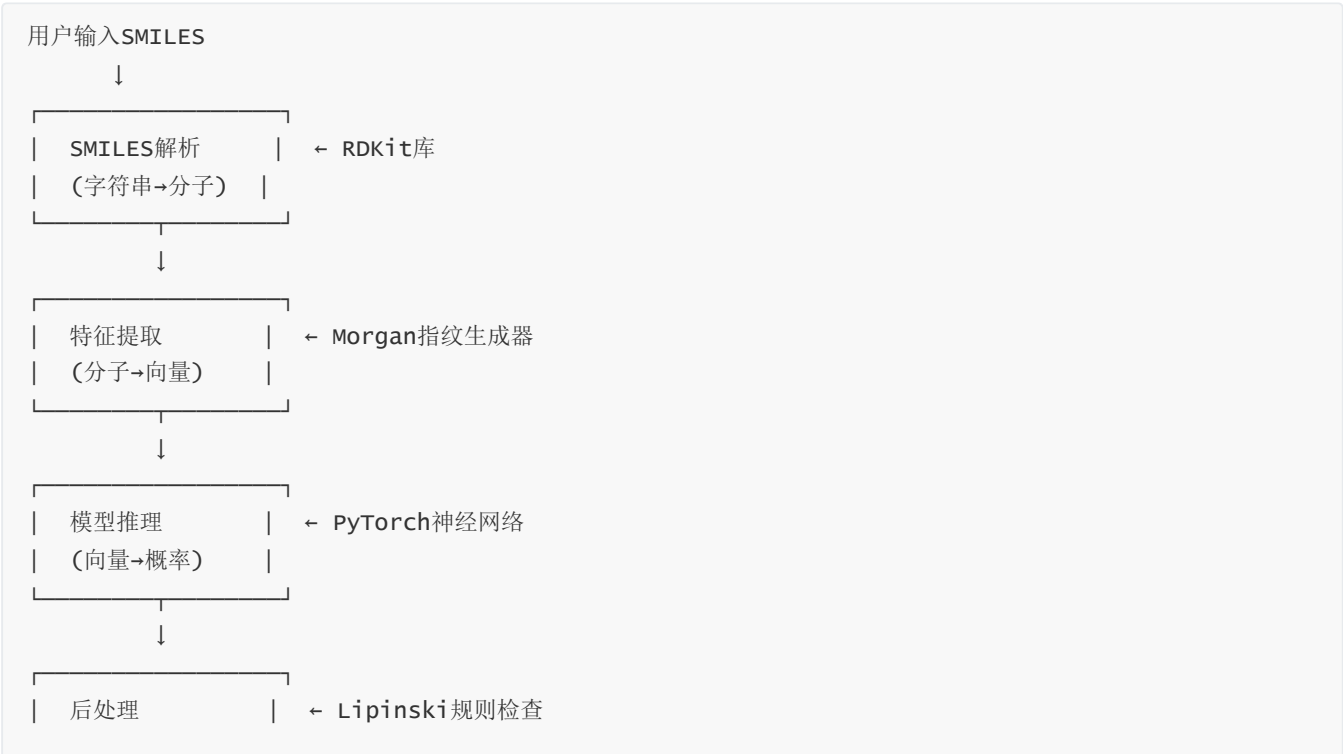 用户输入SMILES
↓
SMILES解析 ← RDKit库
(字符串→分子)
↓
特征提取 ← Morgan指纹生成器
(分子→向量)
↓
模型推理 ← PyTorch神经网络
(向量→概率)
↓
后处理 ← Lipinski规则检查